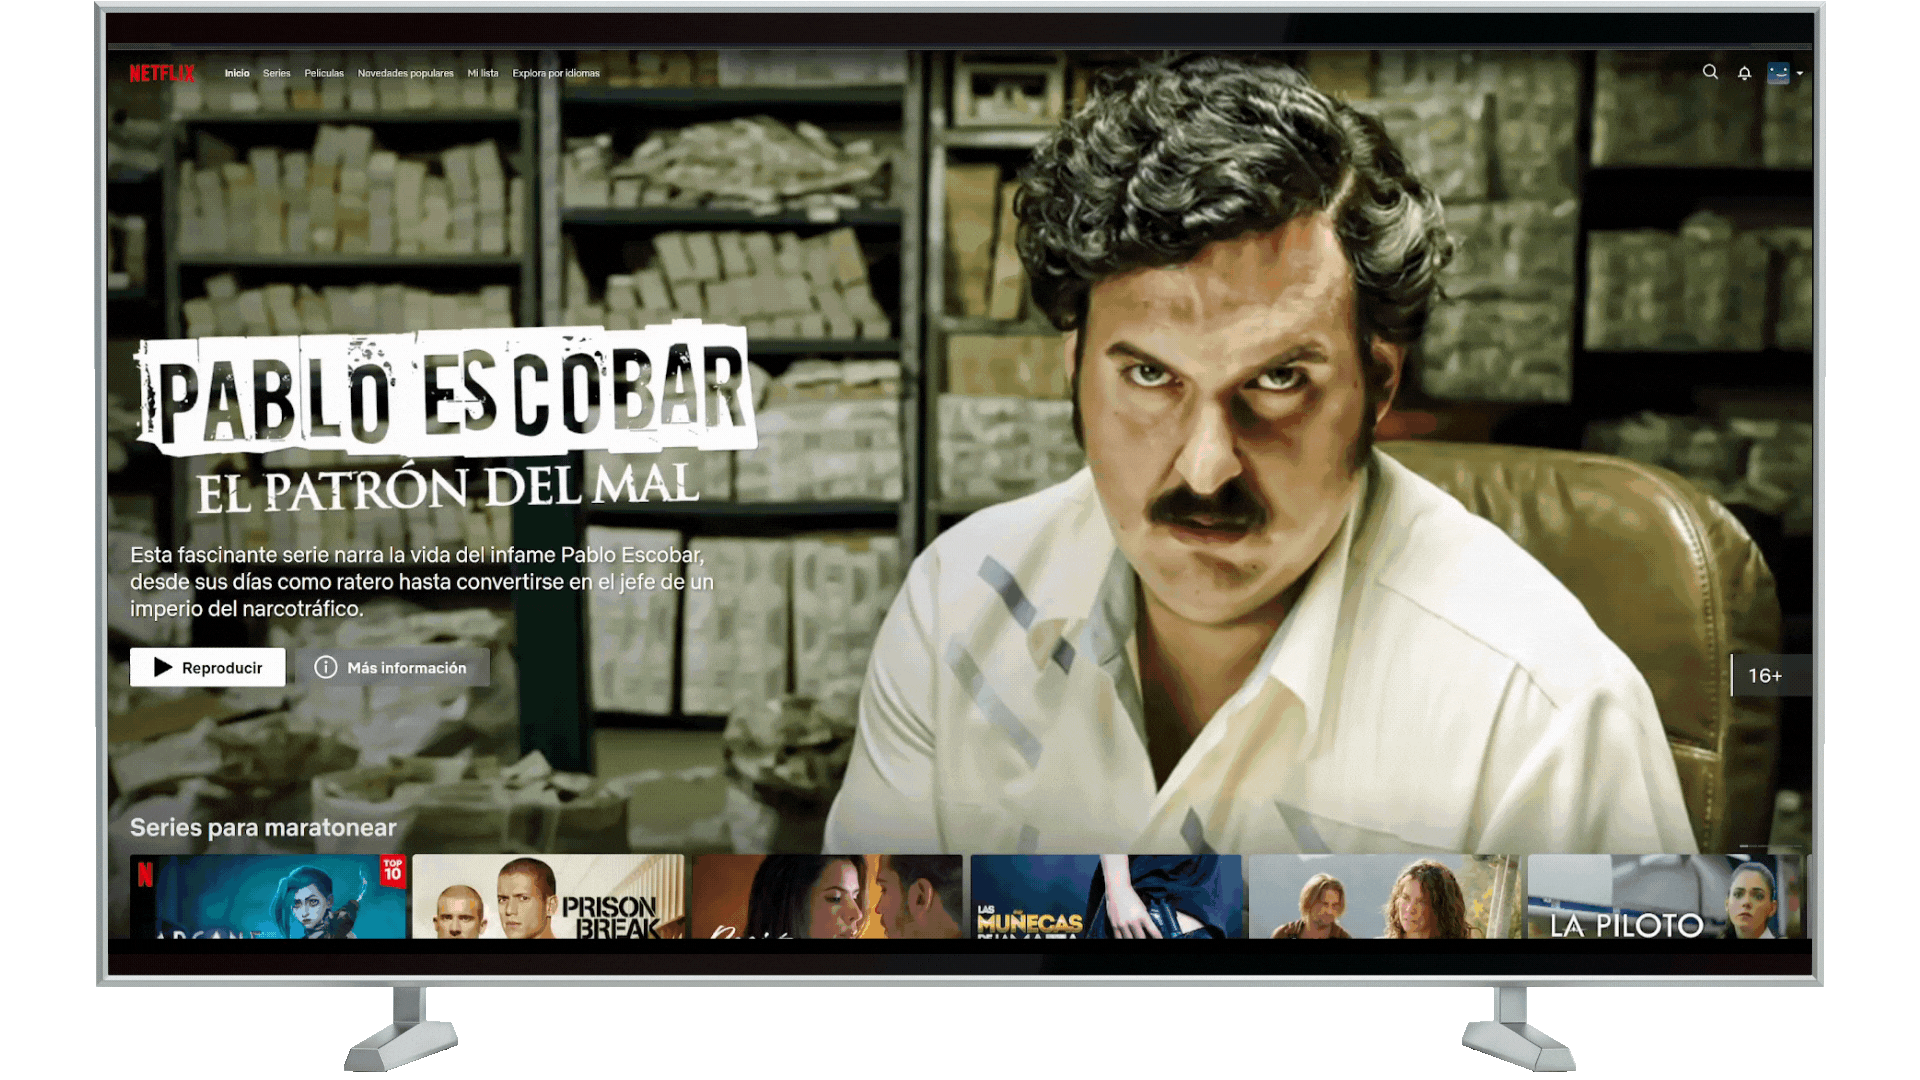 NETFLIX
Inicio Series Películas Novedades populares Mi lista Explora por idiomas
PABLO ESCOBAR
EL PATRÓN DEL MAL
Esta fascinante serie narra la vida del infame Pablo Escobar,
desde sus días como ratero hasta convertirse en el jefe de un
imperio del narcotráfico.
Reproducir
Más información
16+
Series para maratonear
N
TOP
10
PRISON
BREAK
LAS
MUÑECAS
LA PILOTO